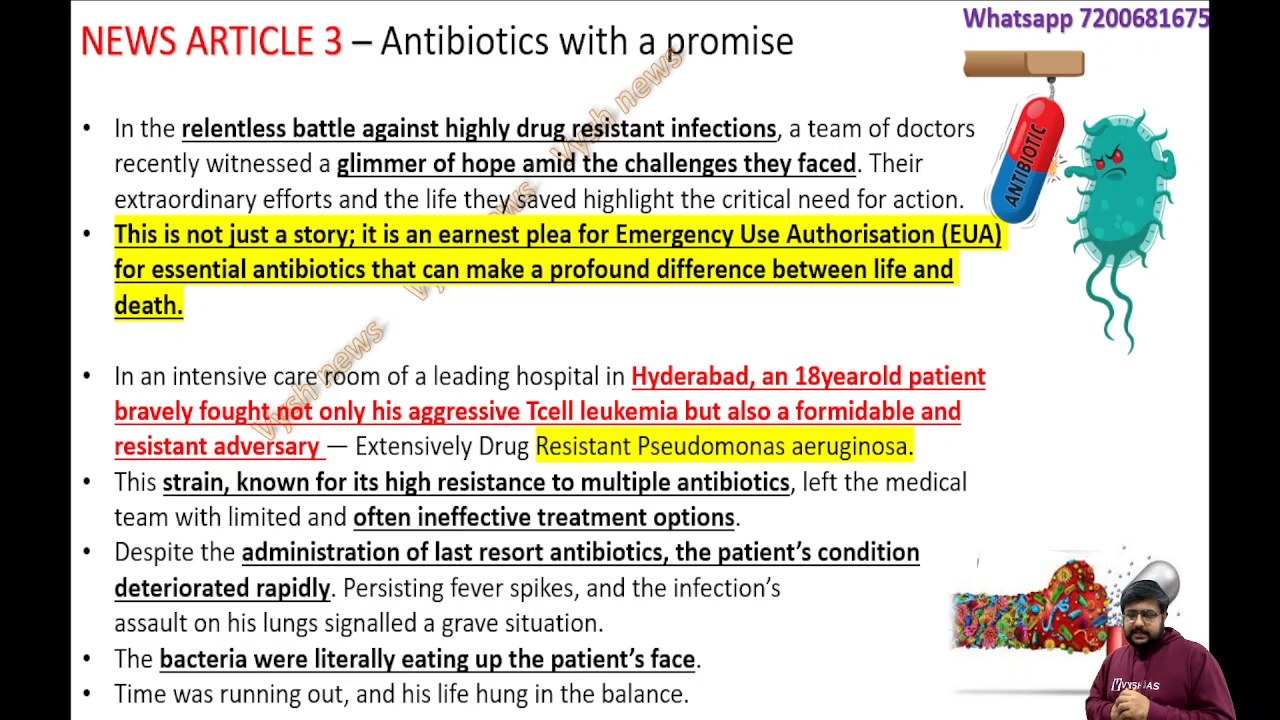 Whatsapp 7200681675
NEWS ARTICLE 3 – Antibiotics with a promise
• In the relentless battle against highly drug resistant infections, a team of doctors
recently witnessed a glimmer of hope amid the challenges they faced. Their
extraordinary efforts and the life they saved highlight the critical need for action.
• This is not just a story; it is an earnest plea for Emergency Use Authorisation (EUA)
for essential antibiotics that can make a profound difference between life and
death.
• In an intensive care room of a leading hospital in Hyderabad, an 18yearold patient
bravely fought not only his aggressive Tcell leukemia but also a formidable and
resistant adversary — Extensively Drug Resistant Pseudomonas aeruginosa.
• This strain, known for its high resistance to multiple antibiotics, left the medical
team with limited and often ineffective treatment options.
• Despite the administration of last resort antibiotics, the patient's condition
deteriorated rapidly. Persisting fever spikes, and the infection's
assault on his lungs signalled a grave situation.
• The bacteria were literally eating up the patient's face.
• Time was running out, and his life hung in the balance.
ANTIBIOTIC
Vysh news
Vysh news
Vysh news